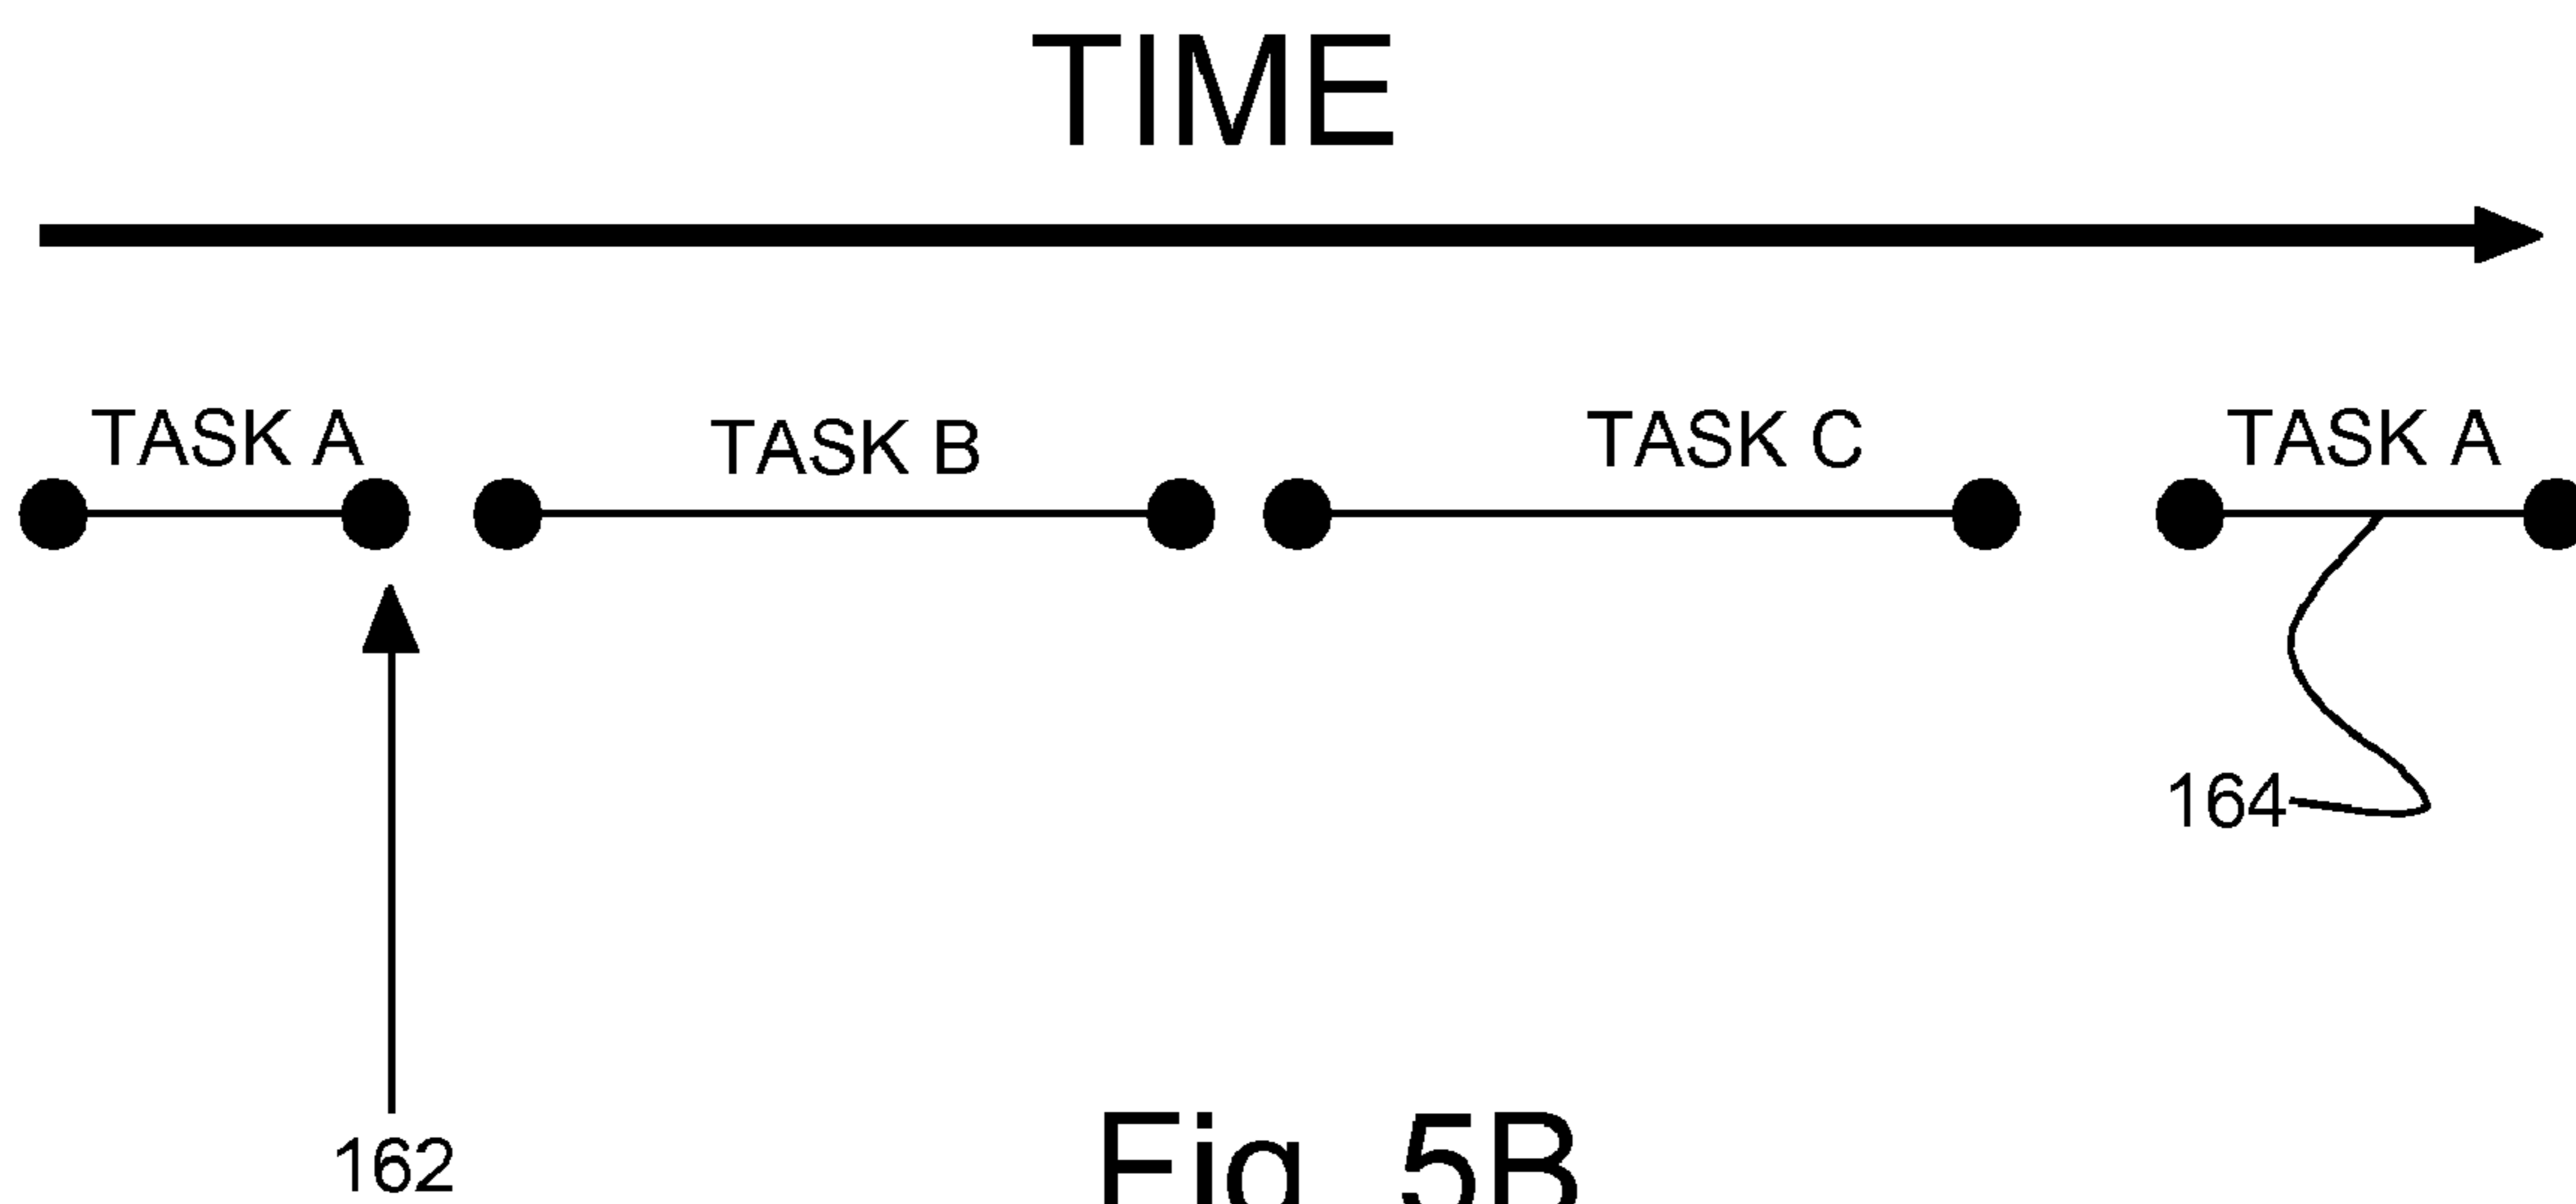 TIME
TASK A TASK B TASK C TASK A
164
162
Fig. 5B